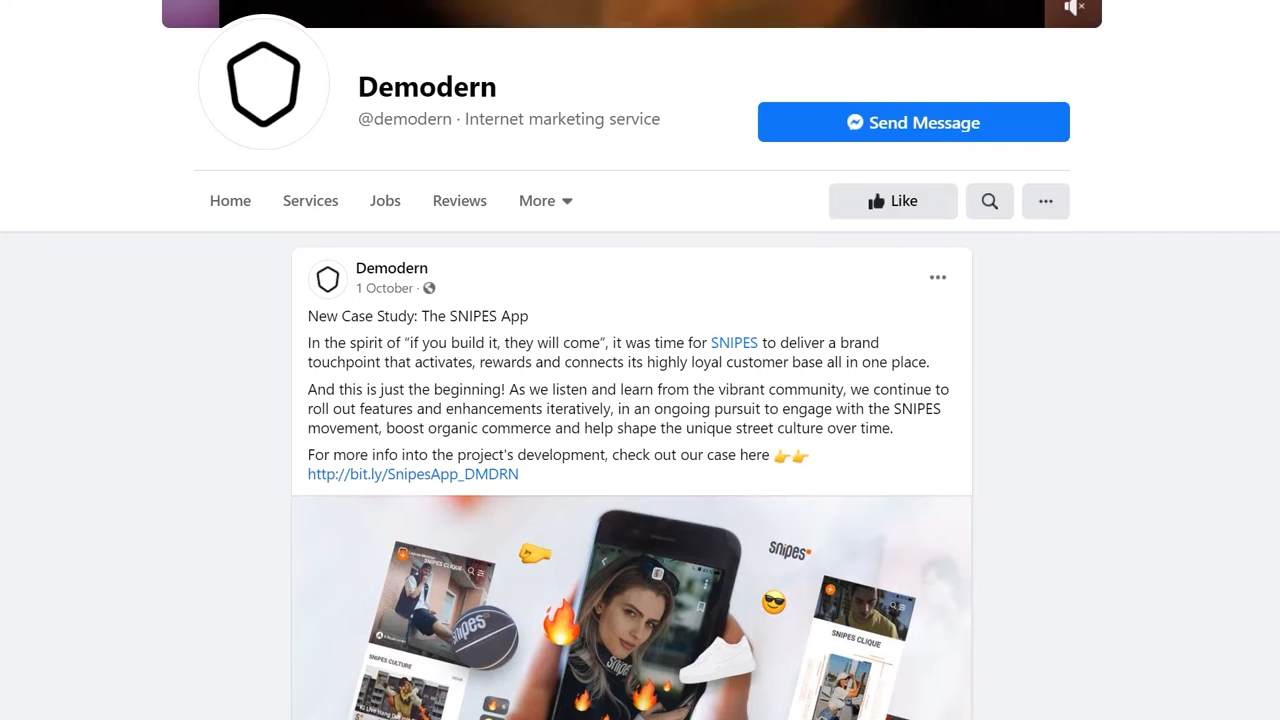 Demodern
@demodern · Internet marketing service
Send Message
Home
Services
Jobs
Reviews
More
Like
Demodern
1 October ·
New Case Study: The SNIPES App
In the spirit of “if you build it, they will come”, it was time for SNIPES to deliver a brand
touchpoint that activates, rewards and connects its highly loyal customer base all in one place.
And this is just the beginning! As we listen and learn from the vibrant community, we continue to
roll out features and enhancements iteratively, in an ongoing pursuit to engage with the SNIPES
movement, boost organic commerce and help shape the unique street culture over time.
For more info into the project's development, check out our case here 👉👉
http://bit.ly/SnipesApp_DMDRN
snipes
SNIPES CLIQUE
snipes
SNIPES CLIQUE
SNIPES CULTURE
snipes